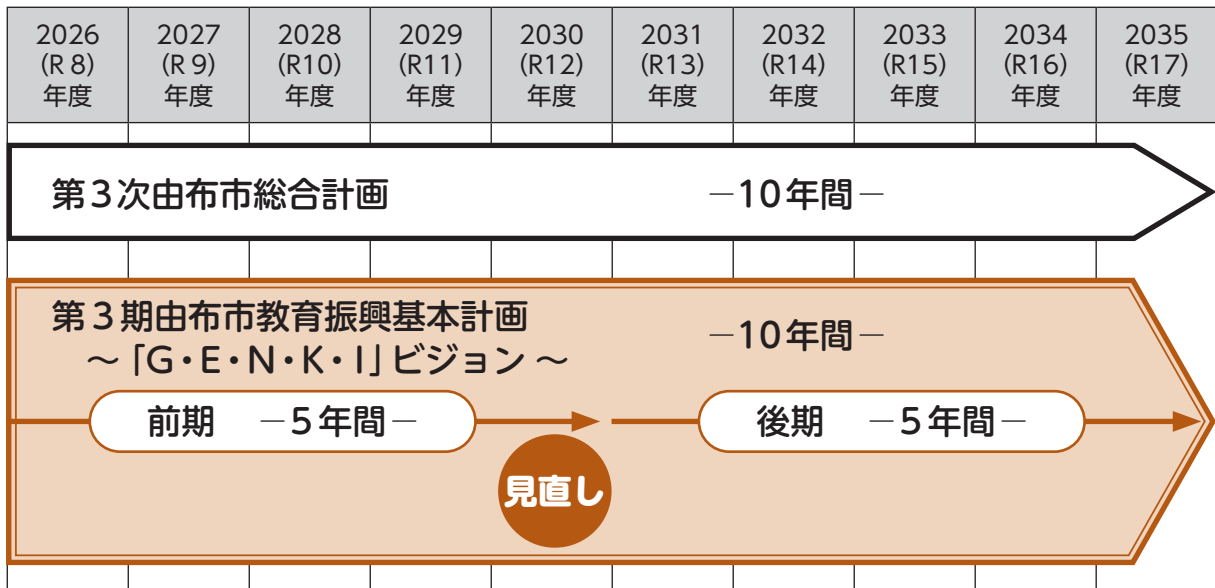 2026
(R 8)
年度
2027
(R 9)
年度
2028
(R10)
年度
2029
(R11)
年度
2030
(R12)
年度
2031
(R13)
年度
2032
(R14)
年度
2033
(R15)
年度
2034
(R16)
年度
2035
(R17)
年度
第3次由布市総合計画　－10年間－
第3期由布市教育振興基本計画
～「G・E・N・K・I」ビジョン～　－10年間－
前期　－5年間－
後期　－5年間－
見直し